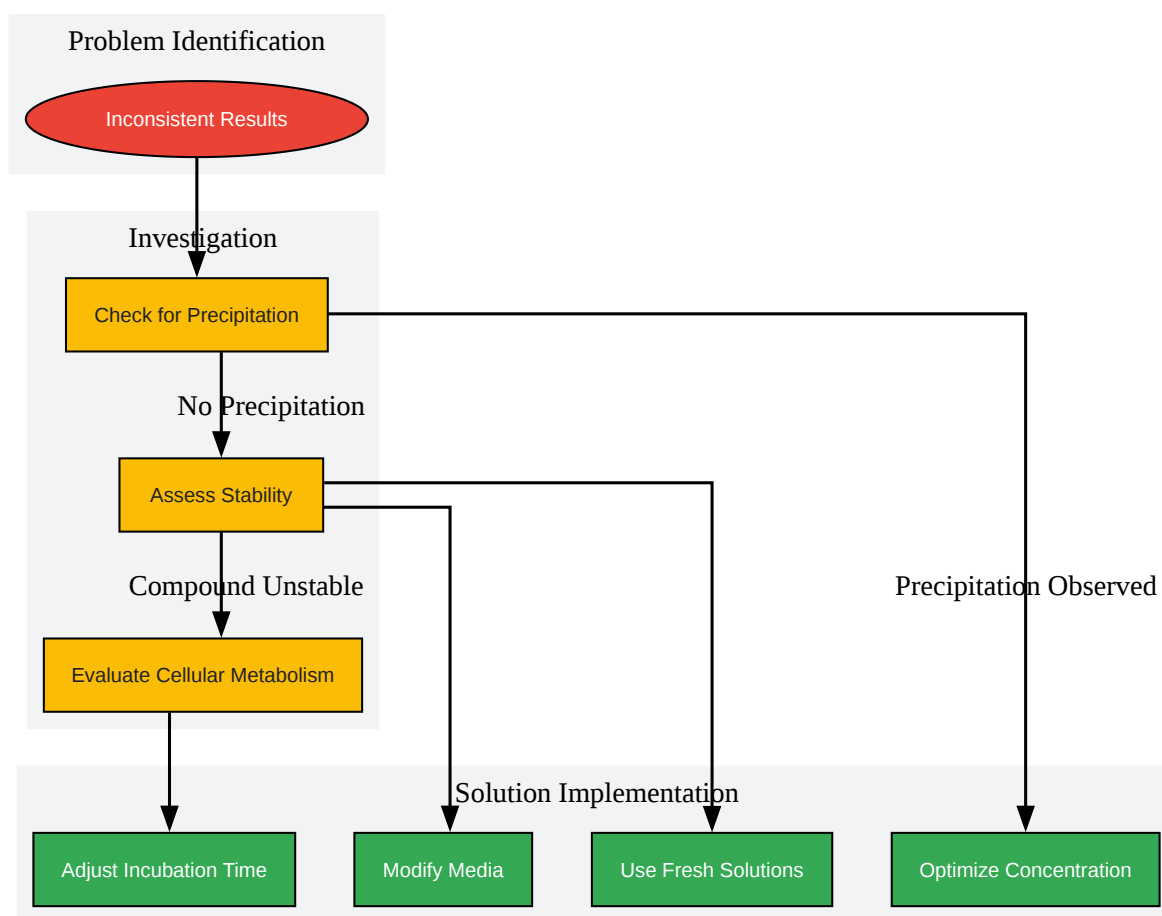 Problem Identification
Inconsistent Results
Investigation
Check for Precipitation
No Precipitation
Assess Stability
Compound Unstable
Precipitation Observed
Evaluate Cellular Metabolism
Solution Implementation
Adjust Incubation Time
Modify Media
Use Fresh Solutions
Optimize Concentration